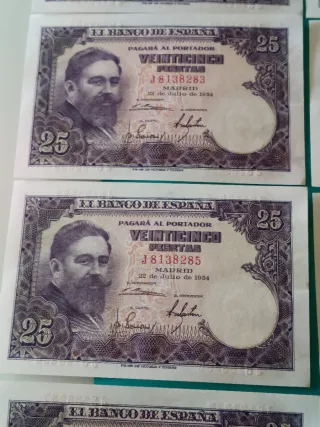 EL BANCO DE ESPAÑA
PAGARÁ AL PORTADOR
25
VEINTICINCO
PESETAS
J8138283
MADRID
22 de Julio de 1954
25
EL BANCO DE ESPAÑA
PAGARÁ AL PORTADOR
25
VEINTICINCO
PESETAS
J8138285
MADRID
22 de Julio de 1954
25
EL BANCO DE ESPAÑA